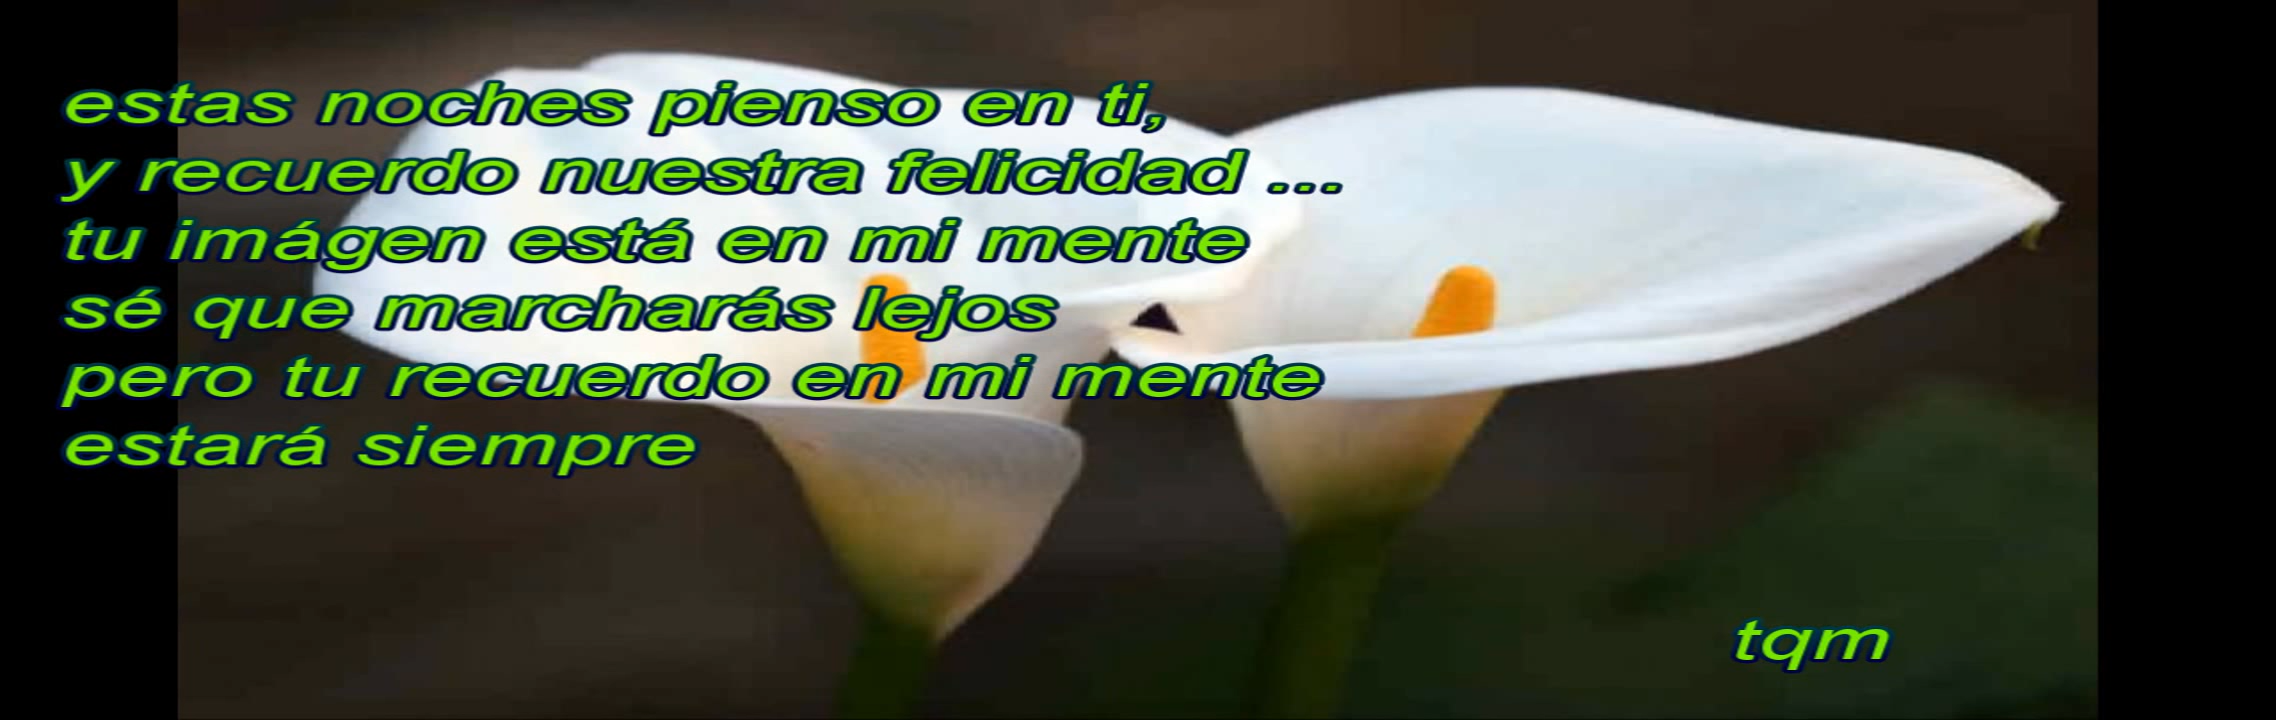 estas noches pienso en ti,
y recuerdo nuestra felicidad ...
tu imágen está en mi mente
sé que marcharás lejos
pero tu recuerdo en mi mente
estará siempre
tqm